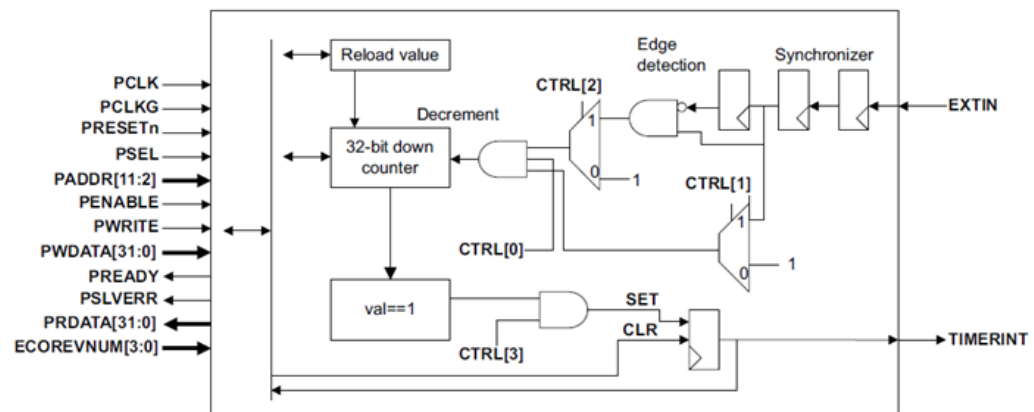 PCLK
PCLKG
PRESETn
PSEL
PADDR[11:2]
PENABLE
PWRITE
PWDATA[31:0]
PREADY
PSLVERR
PRDATA[31:0]
ECOREVNUM[3:0]
Reload value
Edge
detection
Synchronizer
CTRL[2]
EXTIN
Decrement
1
32-bit down
counter
0
1
CTRL[1]
1
CTRL[0]
0
1
val==1
SET
CLR
CTRL[3]
TIMERINT